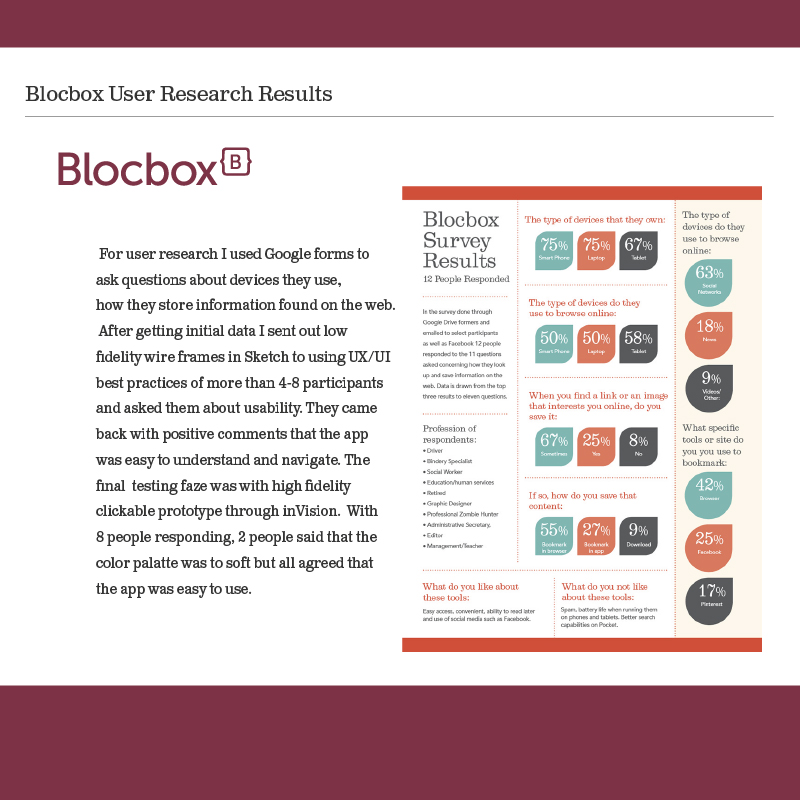 Blocbox User Research Results
Blocbox {B}
For user research I used Google forms to
ask questions about devices they use,
how they store information found on the web.
After getting initial data I sent out low
fidelity wire frames in Sketch to using UX/UI
best practices of more than 4-8 participants
and asked them about usability. They came
back with positive comments that the app
was easy to understand and navigate. The
final testing faze was with high fidelity
clickable prototype through inVision. With
8 people responding, 2 people said that the
color palatte was to soft but all agreed that
the app was easy to use.
Blocbox
Survey
Results
12 People Responded
In the survey done through
Google Drive formers and
emailed to select participants
as well as Facebook 12 people
responded to the 11 questions
asked concerning how they look
up and save information on the
web. Data is drawn from the top
three results to eleven questions.
Profession of
respondents:
• Driver
• Bindery Specialist
• Social Worker
• Education/human services
• Retired
• Graphic Designer
• Professional Zombie Hunter
• Administrative Secretary,
• Editor
• Management/Teacher
The type of devices that they own:
75% 75% 67%
Smart Phone Laptop Tablet
The type of devices do they
use to browse online:
50% 50% 58%
Smart Phone Laptop Tablet
When you find a link or an image
that interests you online, do you
save it:
67% 25% 8%
Sometimes Yes No
If so, how do you save that
content:
55% 27% 9%
Bookmark Bookmark Download
in browser in app
What do you like about
these tools:
Easy access, convenient, ability to read later
and use of social media such as Facebook.
What do you not like
about these tools:
Spam, battery life when running them
on phones and tablets. Better search
capabilities on Pocket.
The type of
devices do they
use to browse
online:
63%
Social
Networks
18%
News
9%
Videos/
Other:
What specific
tools or site do
you you use to
bookmark:
42%
Browser
25%
Facebook
17%
Pinterest